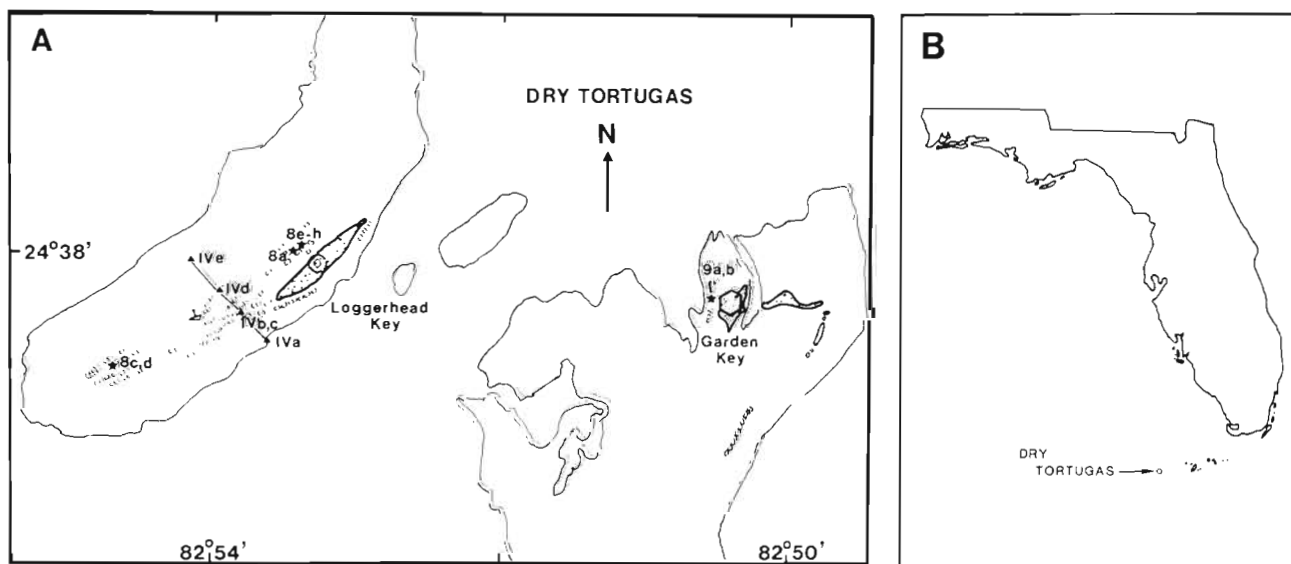 A
DRY TORTUGAS
N
8e-h
8a
24°38'
IVe
9a,b
IVd
Loggerhead
Key
IVb,c
IVa
Garden
Key
8c,d
82°54'
82°50'
B
DRY
TORTUGAS